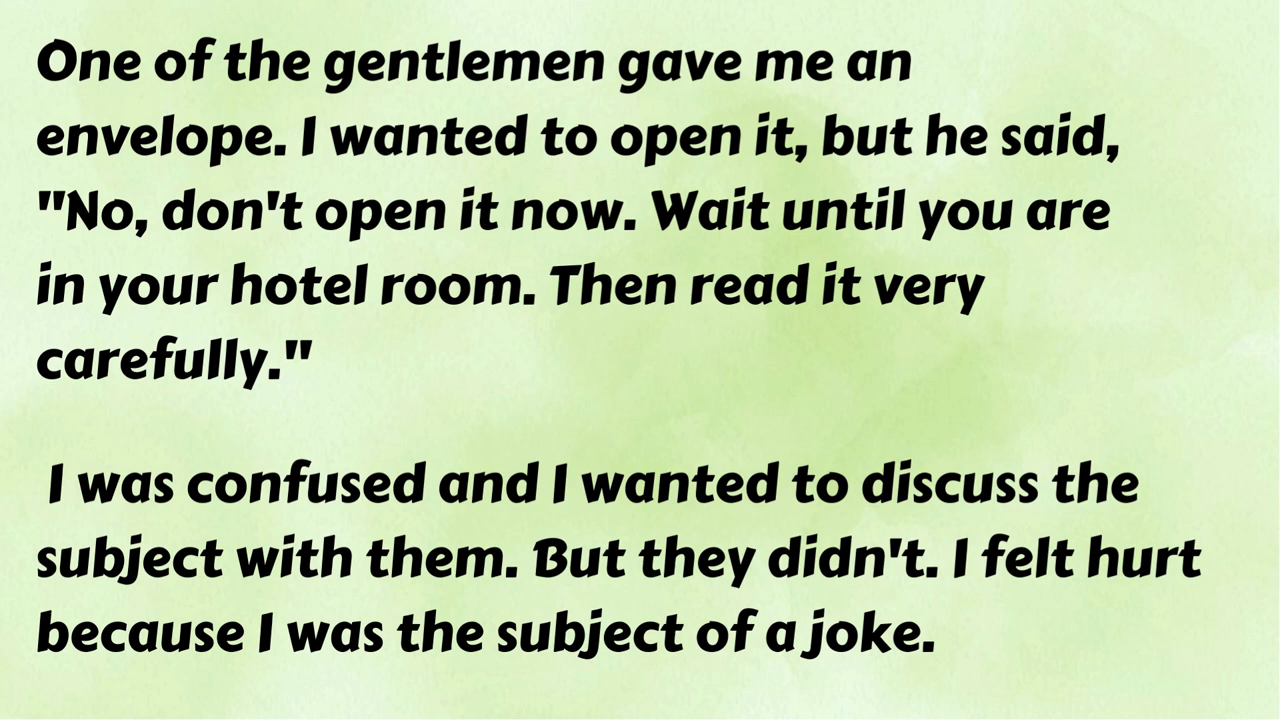 One of the gentlemen gave me an
envelope. I wanted to open it, but he said,
"No, don't open it now. Wait until you are
in your hotel room. Then read it very
carefully."
I was confused and I wanted to discuss the
subject with them. But they didn't. I felt hurt
because I was the subject of a joke.